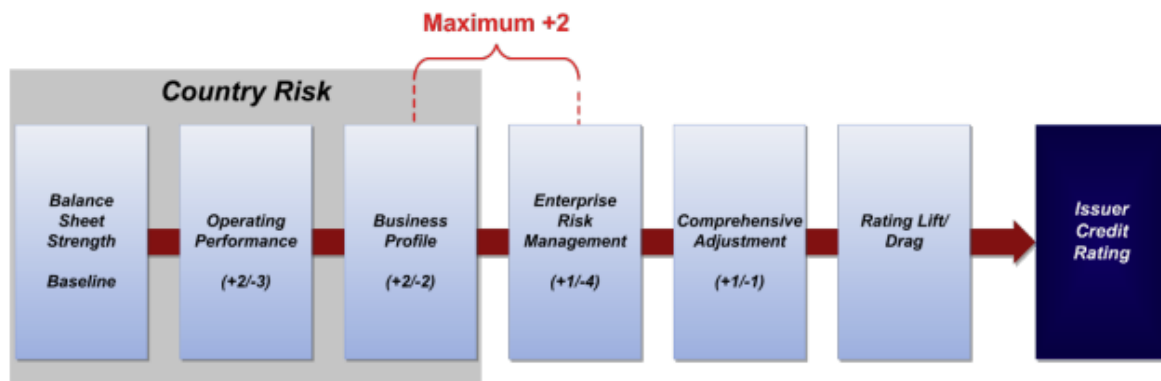 Maximum +2
Country Risk
Balance
Sheet
Strength
Baseline
Operating
Performance
(+2/-3)
Business
Profile
(+2/-2)
Enterprise
Risk
Management
(+1/-4)
Comprehensive
Adjustment
(+1/-1)
Rating Lift/
Drag
Issuer
Credit
Rating